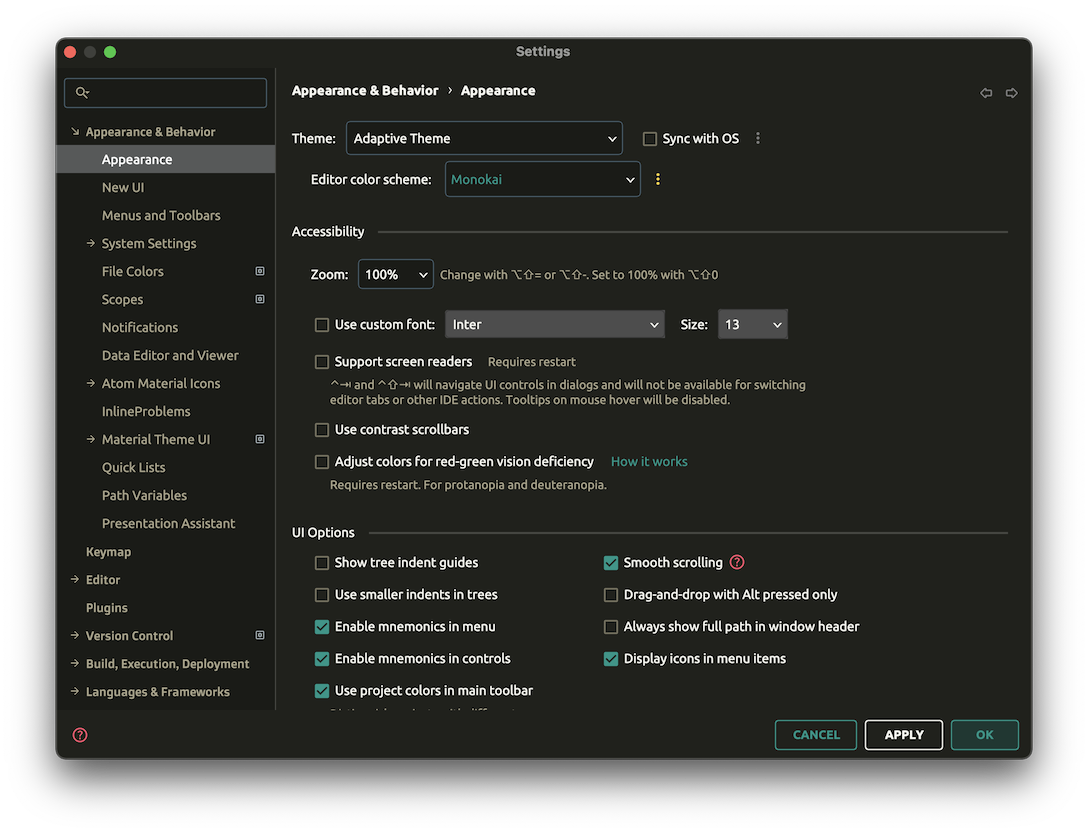 Settings
Appearance & Behavior › Appearance
Appearance & Behavior
Appearance
New UI
Menus and Toolbars
System Settings
File Colors
Scopes
Notifications
Data Editor and Viewer
Atom Material Icons
InlineProblems
Material Theme UI
Quick Lists
Path Variables
Presentation Assistant
Keymap
Editor
Plugins
Version Control
Build, Execution, Deployment
Languages & Frameworks
Theme: Adaptive Theme Sync with OS
Editor color scheme: Monokai
Accessibility
Zoom: 100% Change with ⌥⇧= or ⌥⇧-. Set to 100% with ⌥⇧0
Use custom font: Inter Size: 13
Support screen readers Requires restart
^⇥ and ^⇧⇥ will navigate UI controls in dialogs and will not be available for switching
editor tabs or other IDE actions. Tooltips on mouse hover will be disabled.
Use contrast scrollbars
Adjust colors for red-green vision deficiency How it works
Requires restart. For protanopia and deuteranopia.
UI Options
Show tree indent guides
Smooth scrolling ?
Use smaller indents in trees
Drag-and-drop with Alt pressed only
Enable mnemonics in menu
Always show full path in window header
Enable mnemonics in controls
Display icons in menu items
Use project colors in main toolbar
? CANCEL APPLY OK